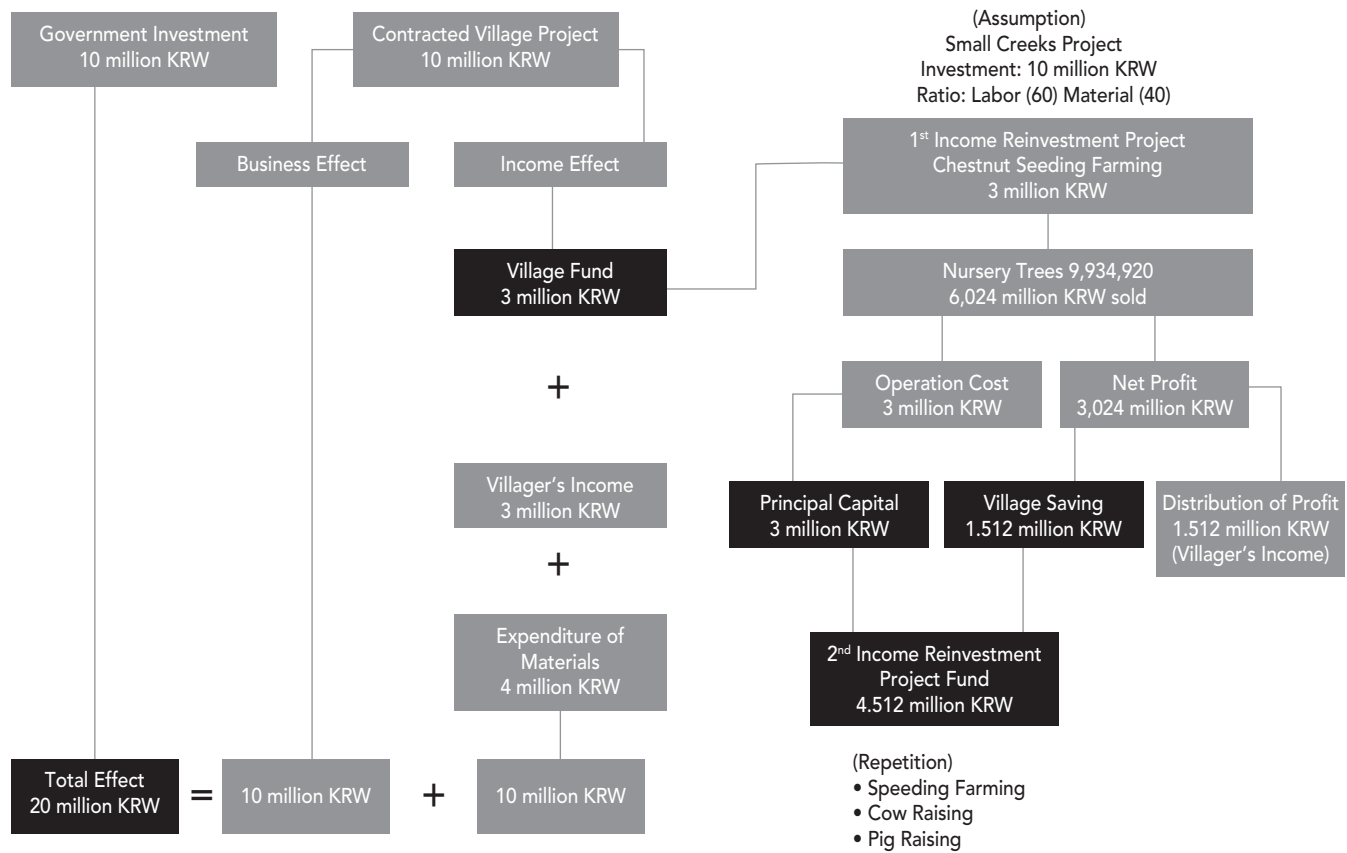 Government Investment
10 million KRW
Contracted Village Project
10 million KRW
(Assumption)
Small Creeks Project
Investment: 10 million KRW
Ratio: Labor (60) Material (40)
Business Effect
Income Effect
1st Income Reinvestment Project
Chestnut Seeding Farming
3 million KRW
Village Fund
3 million KRW
Nursery Trees 9,934,920
6,024 million KRW sold
+
Operation Cost
3 million KRW
Net Profit
3,024 million KRW
Villager's Income
3 million KRW
Principal Capital
3 million KRW
Village Saving
1.512 million KRW
Distribution of Profit
1.512 million KRW
(Villager's Income)
+
Expenditure of
Materials
4 million KRW
2nd Income Reinvestment
Project Fund
4.512 million KRW
Total Effect
20 million KRW
=
10 million KRW
+
10 million KRW
(Repetition)
• Speeding Farming
• Cow Raising
• Pig Raising